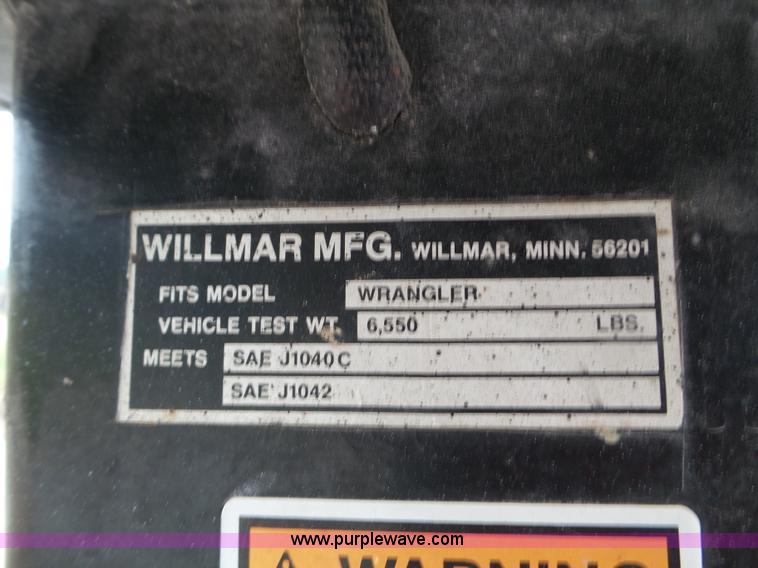 WILLMAR MFG. WILLMAR, MINN. 56201
FITS MODEL WRANGLER
VEHICLE TEST WT. 6,550 LBS.
MEETS SAE J1040C
SAE J1042
www.purplewave.com
WARNING